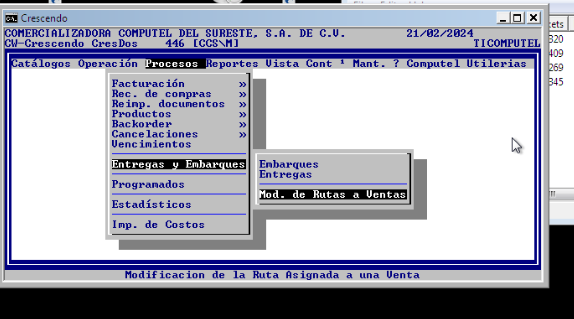 Crescendo
COMERCIALIZADORA COMPUTEL DEL SURESTE, S.A. DE C.V. 21/02/2024
CW-Crescendo CresDos 446 [CCS\M] TICOMPUTEL
Catálogos Operación Procesos Reportes Vista Cont ¹ Mant. ? Computel Utilerias
Facturación »
Rec. de compras »
Reimp. documentos »
Productos »
Backorder »
Cancelaciones »
Vencimientos
Entregas y Embarques
Programados
Estadísticos
Imp. de Costos
Embarques
Entregas
Mod. de Rutas a Ventas
Modificacion de la Ruta Asignada a una Venta
cets
320
409
269
345